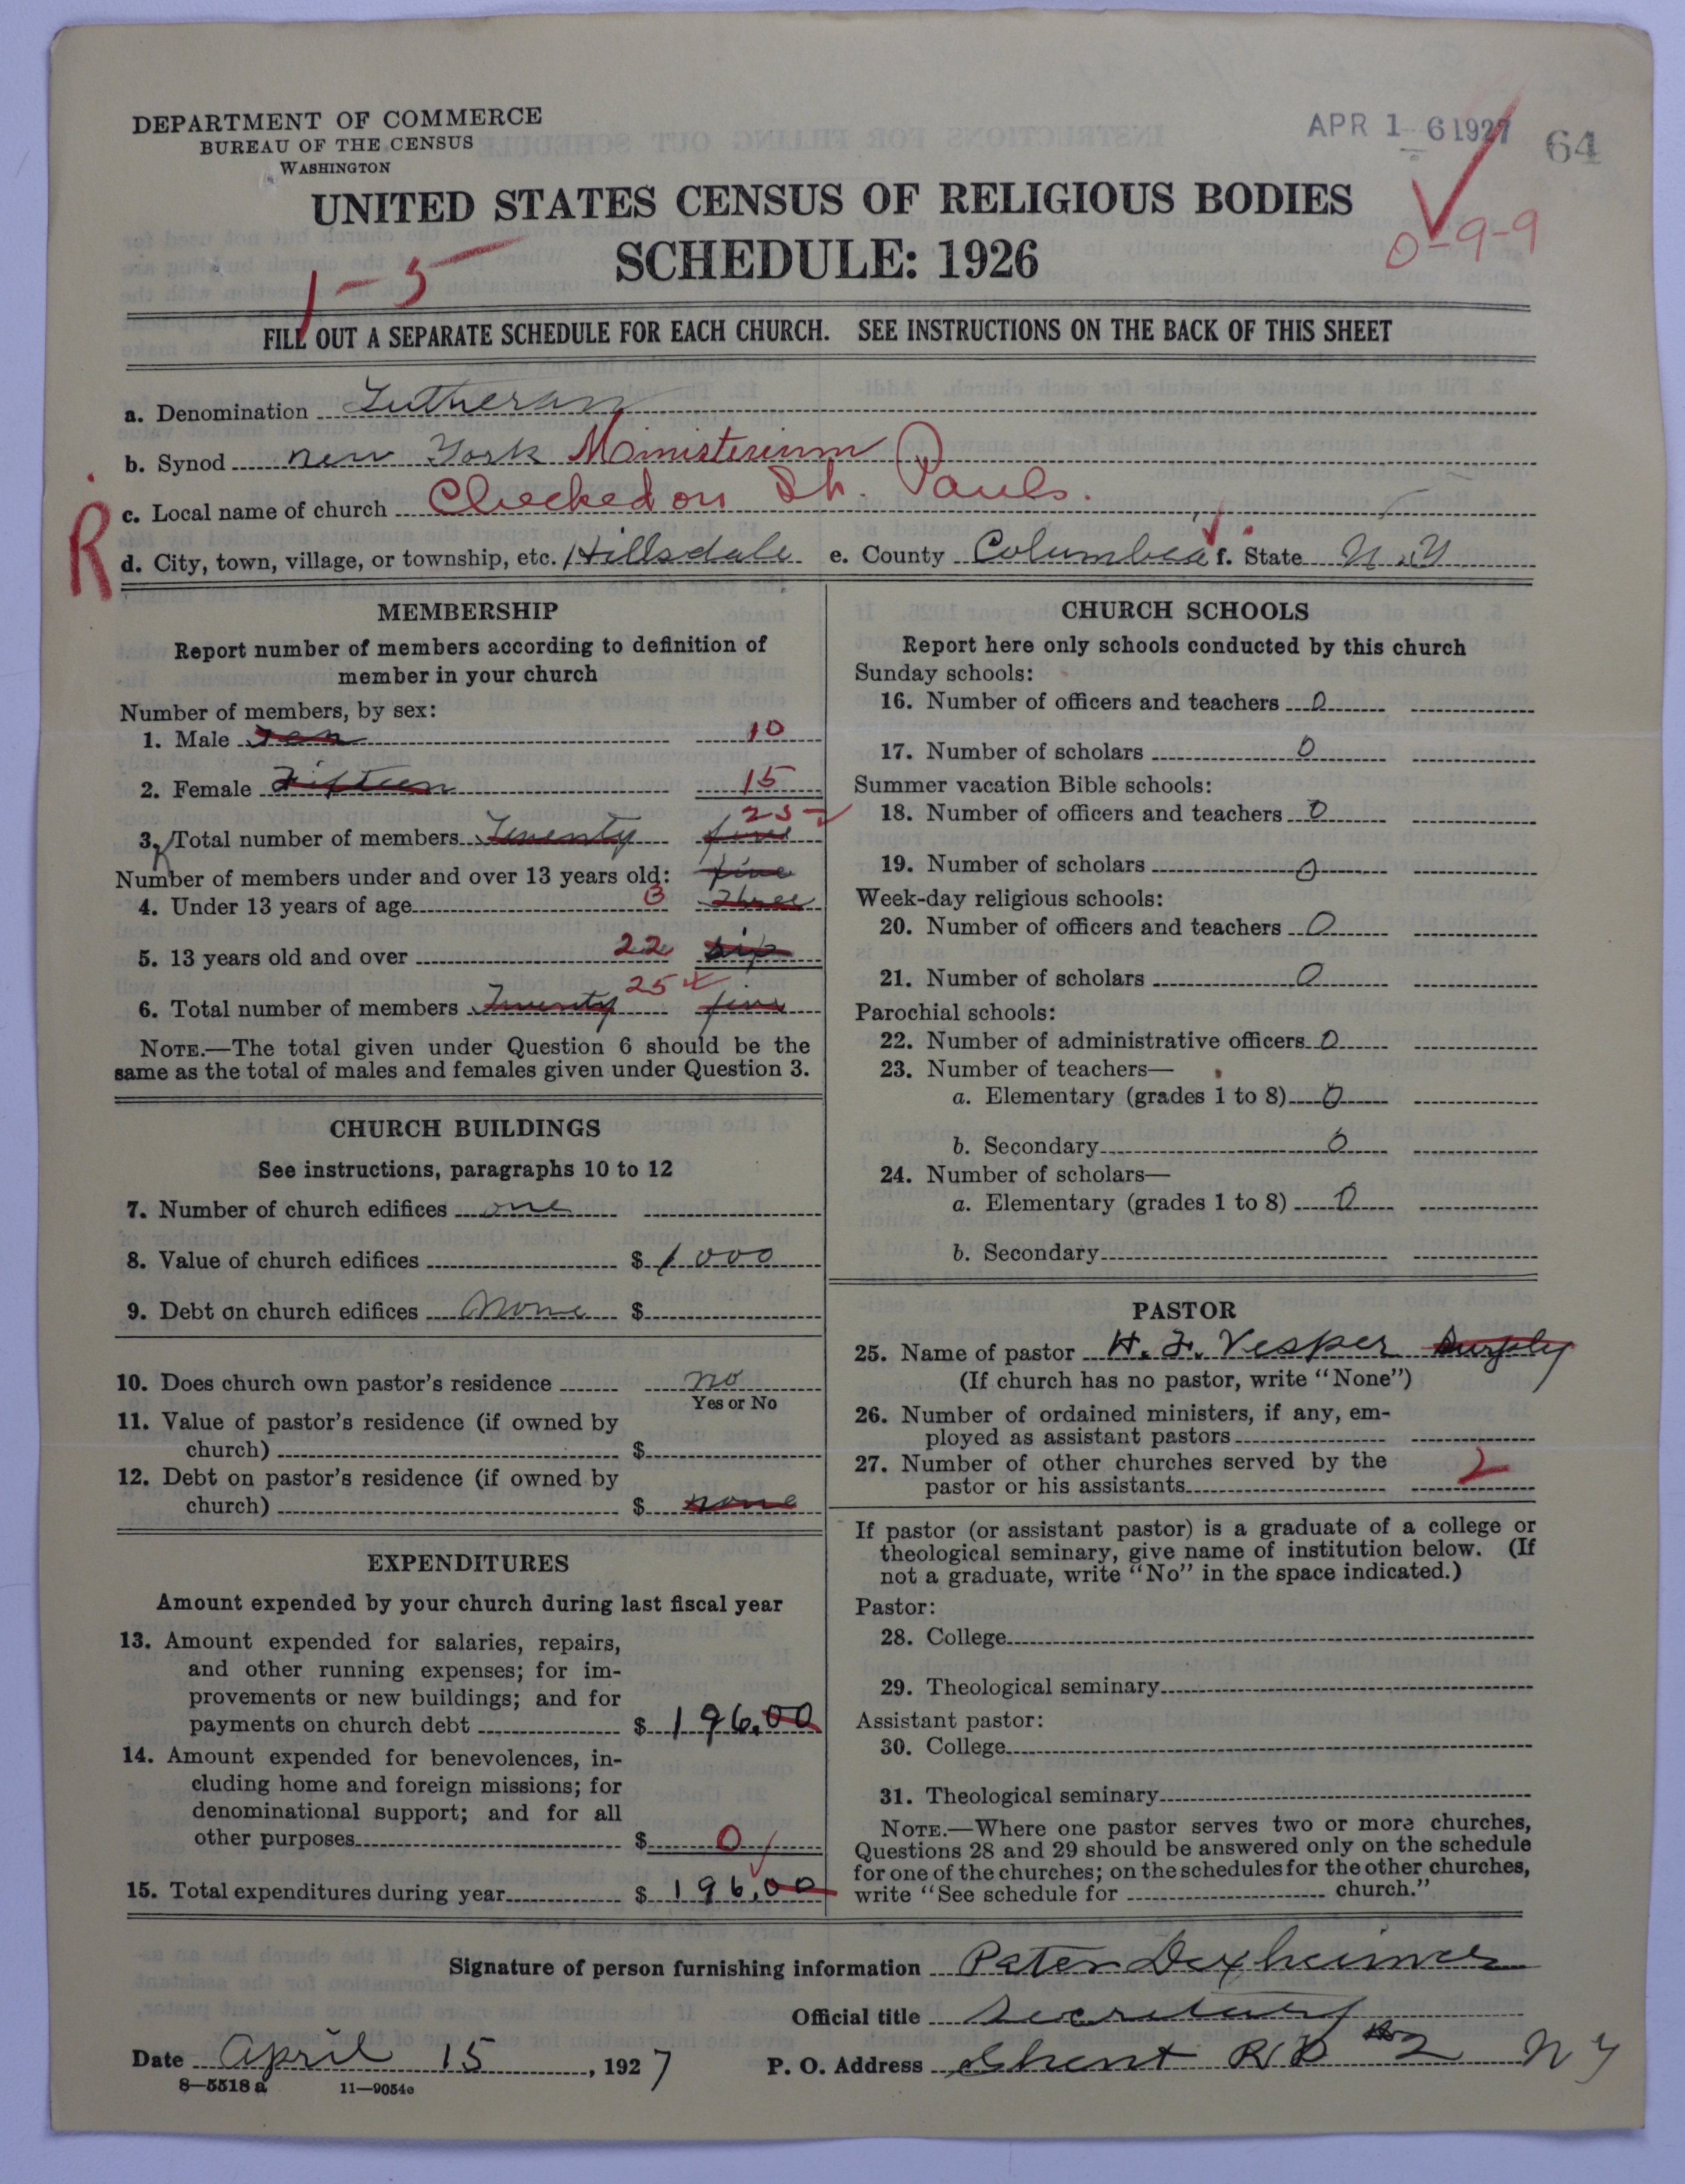 DEPARTMENT OF COMMERCE
BUREAU OF THE CENSUS
WASHINGTON
APR 16 1927
64
UNITED STATES CENSUS OF RELIGIOUS BODIES
SCHEDULE: 1926
1-5
0-9-9
FILL OUT A SEPARATE SCHEDULE FOR EACH CHURCH. SEE INSTRUCTIONS ON THE BACK OF THIS SHEET
a. Denomination Lutheran
b. Synod New York Ministerium
c. Local name of church Checked on Sh. Pauls.
R
d. City, town, village, or township, etc. Hillsdale e. County Columbia f. State N.Y
MEMBERSHIP
Report number of members according to definition of
member in your church
Number of members, by sex:
1. Male Ten 10
2. Female Fifteen 15
25
3. Total number of members Twenty five
Number of members under and over 13 years old: five
4. Under 13 years of age 3 Three
5. 13 years old and over 22 six
6. Total number of members Twenty 25 five
NOTE.—The total given under Question 6 should be the
same as the total of males and females given under Question 3.
CHURCH BUILDINGS
See instructions, paragraphs 10 to 12
7. Number of church edifices one
8. Value of church edifices $ 1000
9. Debt on church edifices None $
10. Does church own pastor's residence no
Yes or No
11. Value of pastor's residence (if owned by
church) $
12. Debt on pastor's residence (if owned by
church) $ none
EXPENDITURES
Amount expended by your church during last fiscal year
13. Amount expended for salaries, repairs,
and other running expenses; for im-
provements or new buildings; and for
payments on church debt $ 196.00
14. Amount expended for benevolences, in-
cluding home and foreign missions; for
denominational support; and for all
other purposes $ 0
15. Total expenditures during year $ 196.00
CHURCH SCHOOLS
Report here only schools conducted by this church
Sunday schools:
16. Number of officers and teachers 0
17. Number of scholars 0
Summer vacation Bible schools:
18. Number of officers and teachers 0
19. Number of scholars 0
Week-day religious schools:
20. Number of officers and teachers 0
21. Number of scholars 0
Parochial schools:
22. Number of administrative officers 0
23. Number of teachers—
a. Elementary (grades 1 to 8) 0
b. Secondary 0
24. Number of scholars—
a. Elementary (grades 1 to 8) 0
b. Secondary
PASTOR
25. Name of pastor H. F. Vesper
(If church has no pastor, write "None")
26. Number of ordained ministers, if any, em-
ployed as assistant pastors
27. Number of other churches served by the
pastor or his assistants 2
If pastor (or assistant pastor) is a graduate of a college or
theological seminary, give name of institution below. (If
not a graduate, write "No" in the space indicated.)
Pastor:
28. College
29. Theological seminary
Assistant pastor:
30. College
31. Theological seminary
NOTE.—Where one pastor serves two or more churches,
Questions 28 and 29 should be answered only on the schedule
for one of the churches; on the schedules for the other churches,
write "See schedule for church."
Signature of person furnishing information Peter Dexheimer
Official title Secretary
Date April 15, 1927 P. O. Address Ghent RD No 2 N Y
8-5518 a 11-9054e